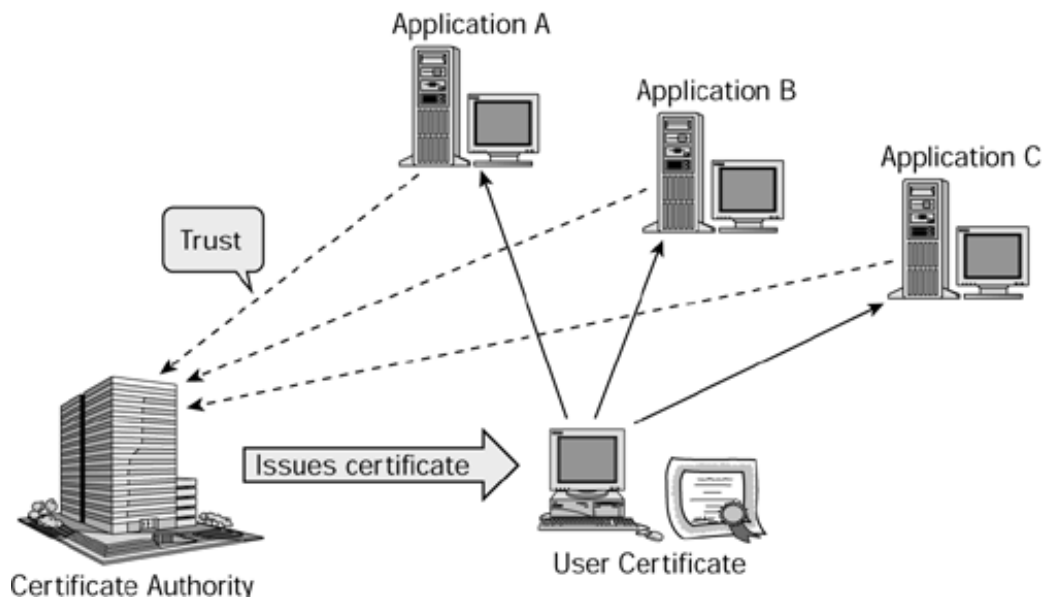 Application A
Application B
Application C
Trust
Issues certificate
User Certificate
Certificate Authority